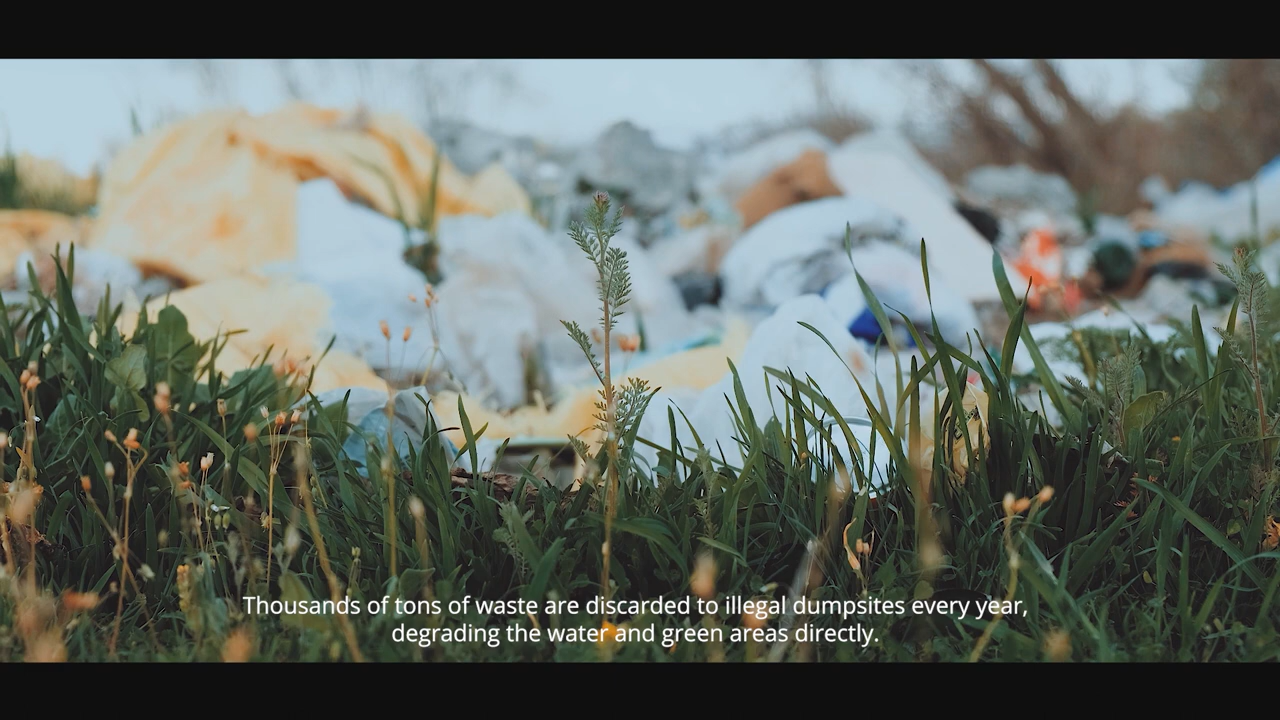 Thousands of tons of waste are discarded to illegal dumpsites every year,
degrading the water and green areas directly.